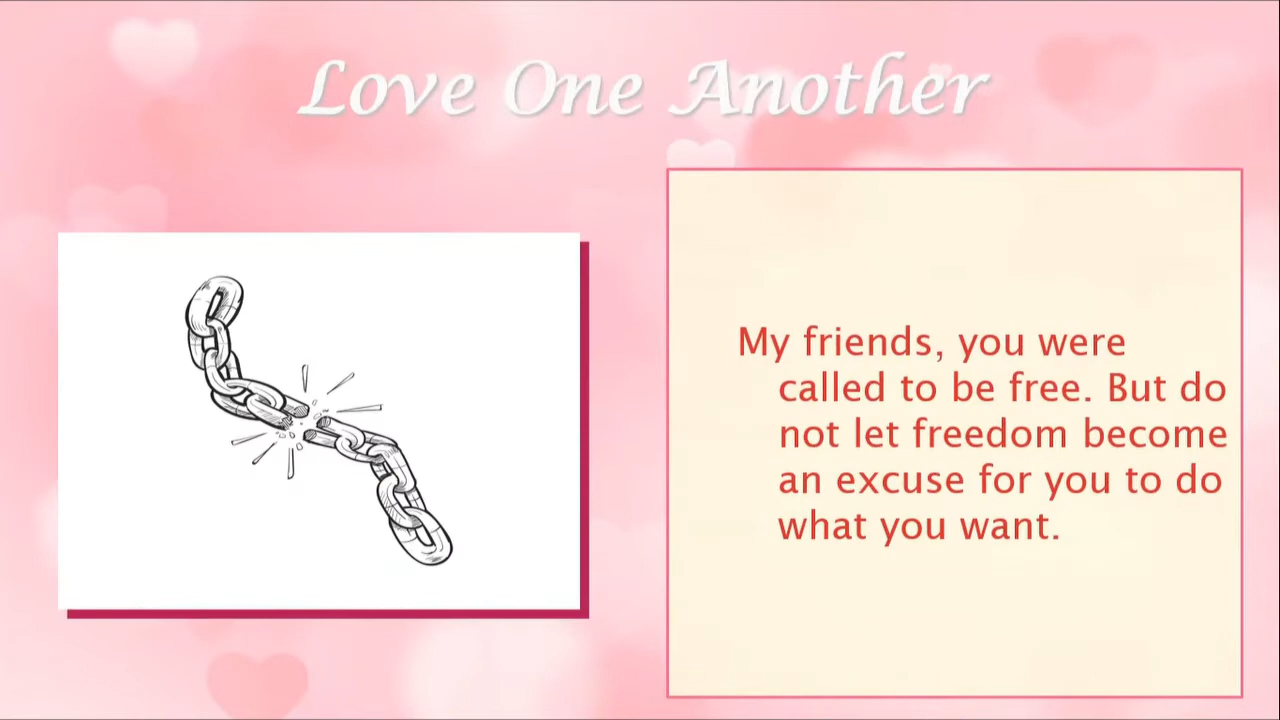 Love One Another
My friends, you were
called to be free. But do
not let freedom become
an excuse for you to do
what you want.